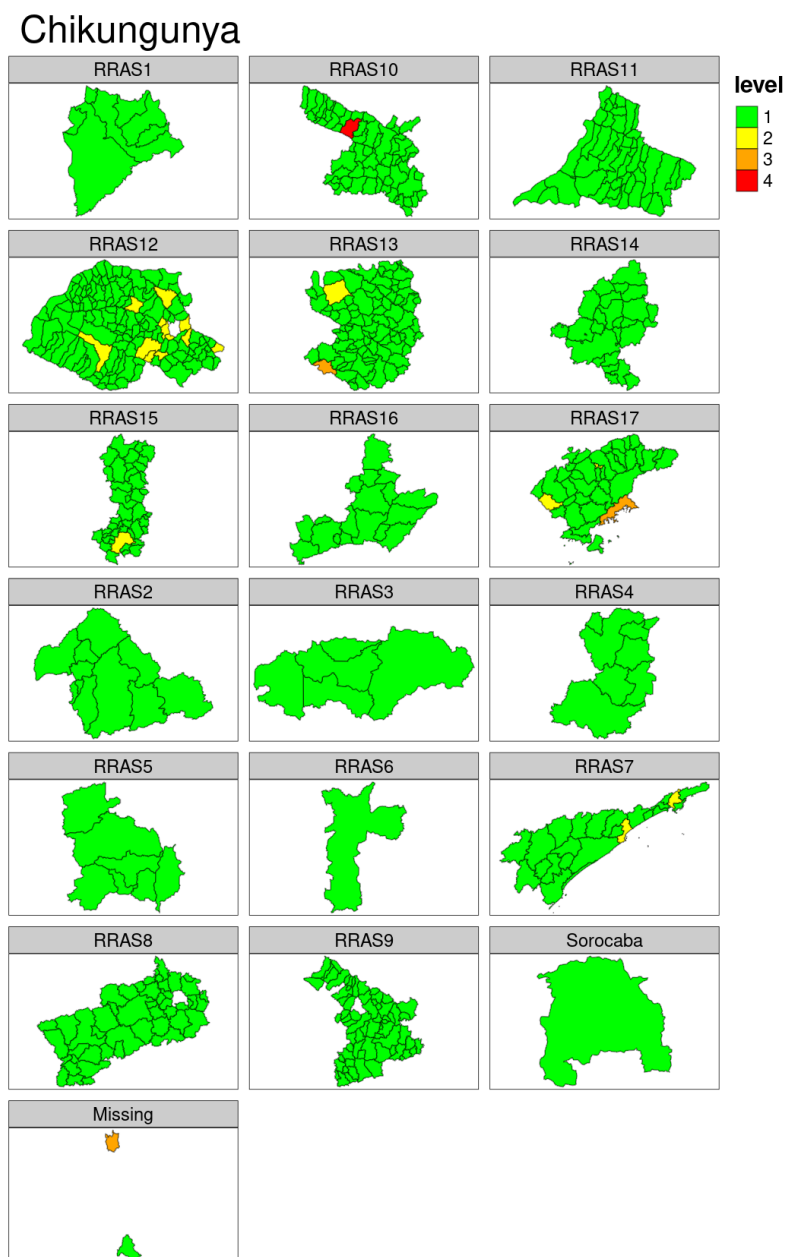 Chikungunya
RRAS1
RRAS10
RRAS11
level
1
2
3
4
RRAS12
RRAS13
RRAS14
RRAS15
RRAS16
RRAS17
RRAS2
RRAS3
RRAS4
RRAS5
RRAS6
RRAS7
RRAS8
RRAS9
Sorocaba
Missing